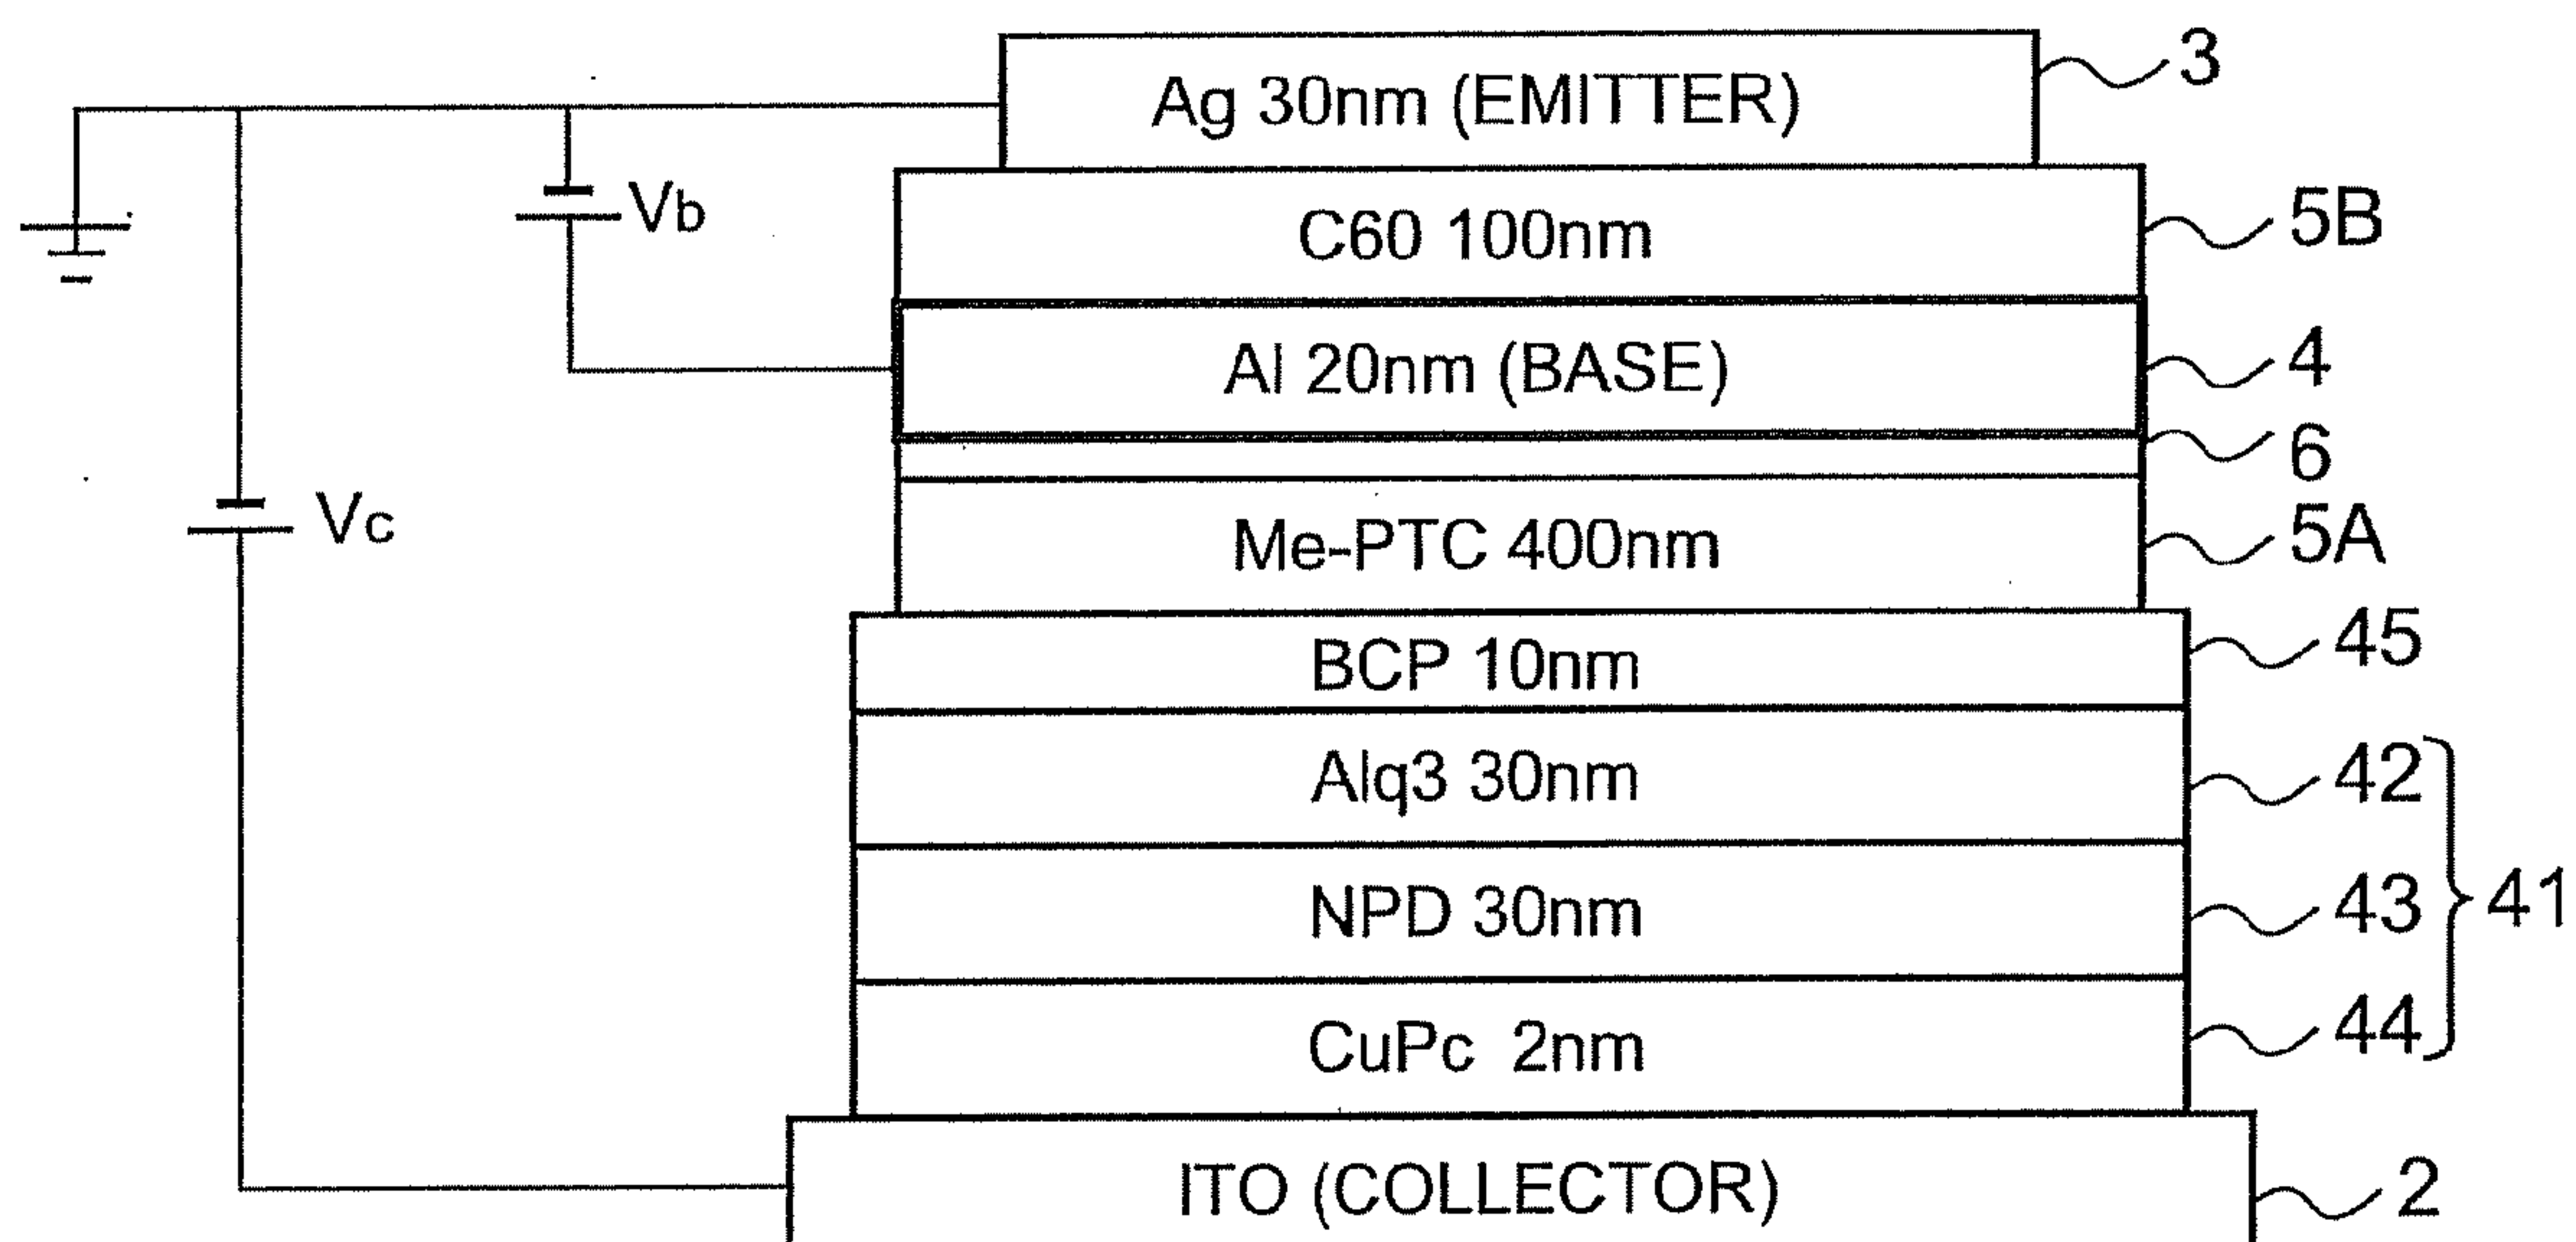 Ag 30nm (EMITTER)
3
Vb
C60 100nm
5B
Al 20nm (BASE)
4
6
Vc
Me-PTC 400nm
5A
BCP 10nm
45
Alq3 30nm
42
NPD 30nm
43
41
CuPc 2nm
44
ITO (COLLECTOR)
2